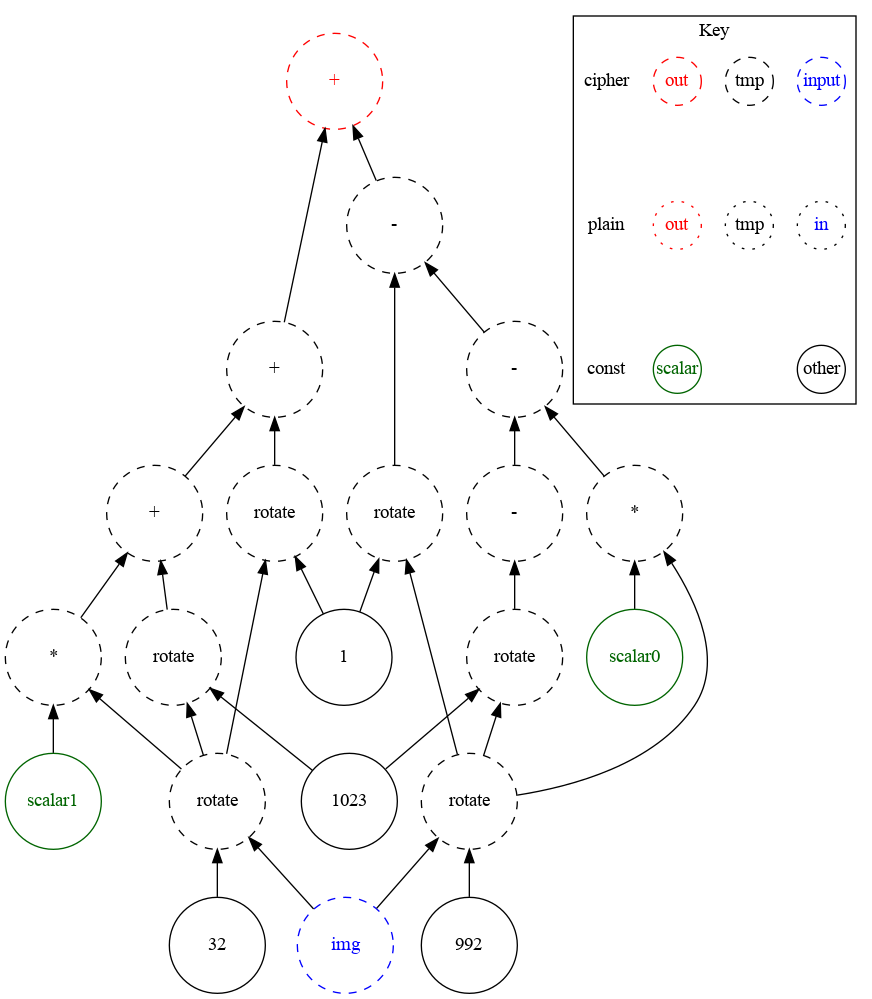 Key
+
cipher out tmp input
-
plain out tmp in
+
-
const scalar other
+
rotate
rotate
-
*
*
rotate
1
rotate
scalar0
scalar1
rotate
1023
rotate
32
img
992